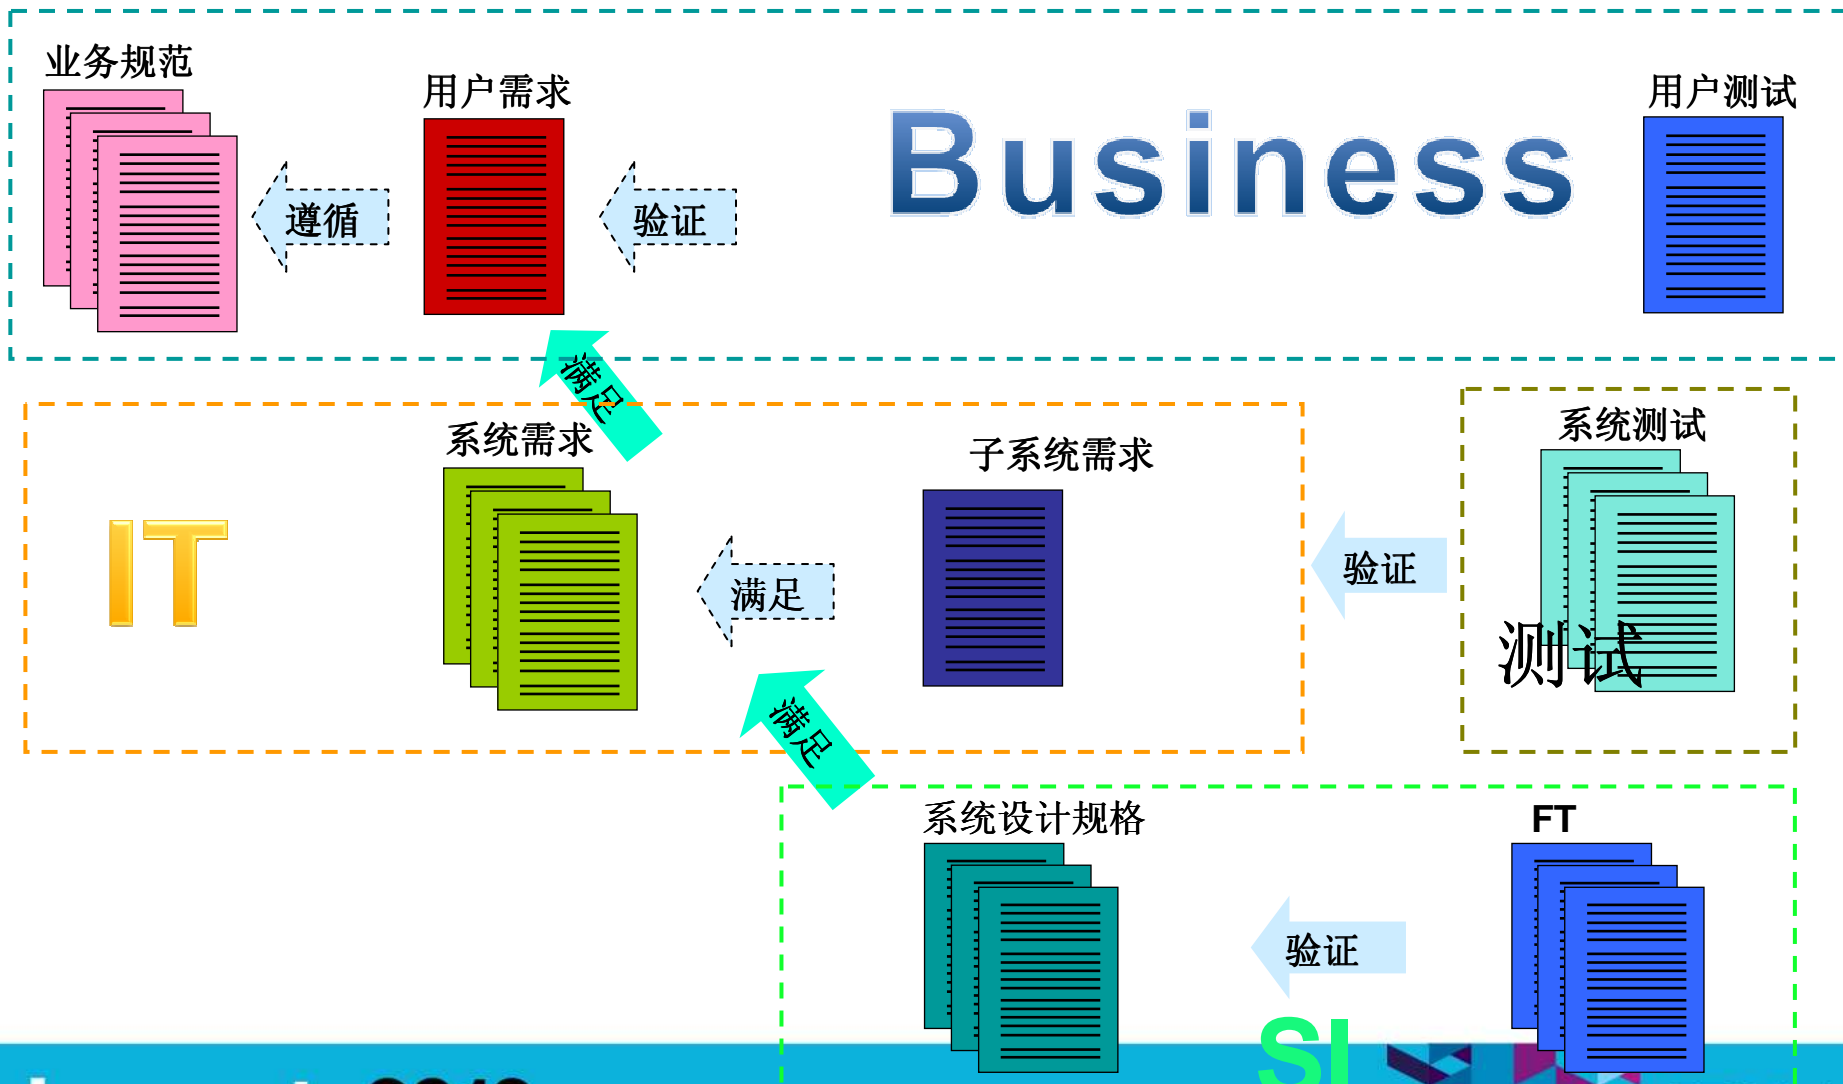 业务规范
用户需求
Business
用户测试
遵循
验证
满足
系统需求
子系统需求
系统测试
IT
满足
验证
测试
满足
系统设计规格
FT
验证
SI